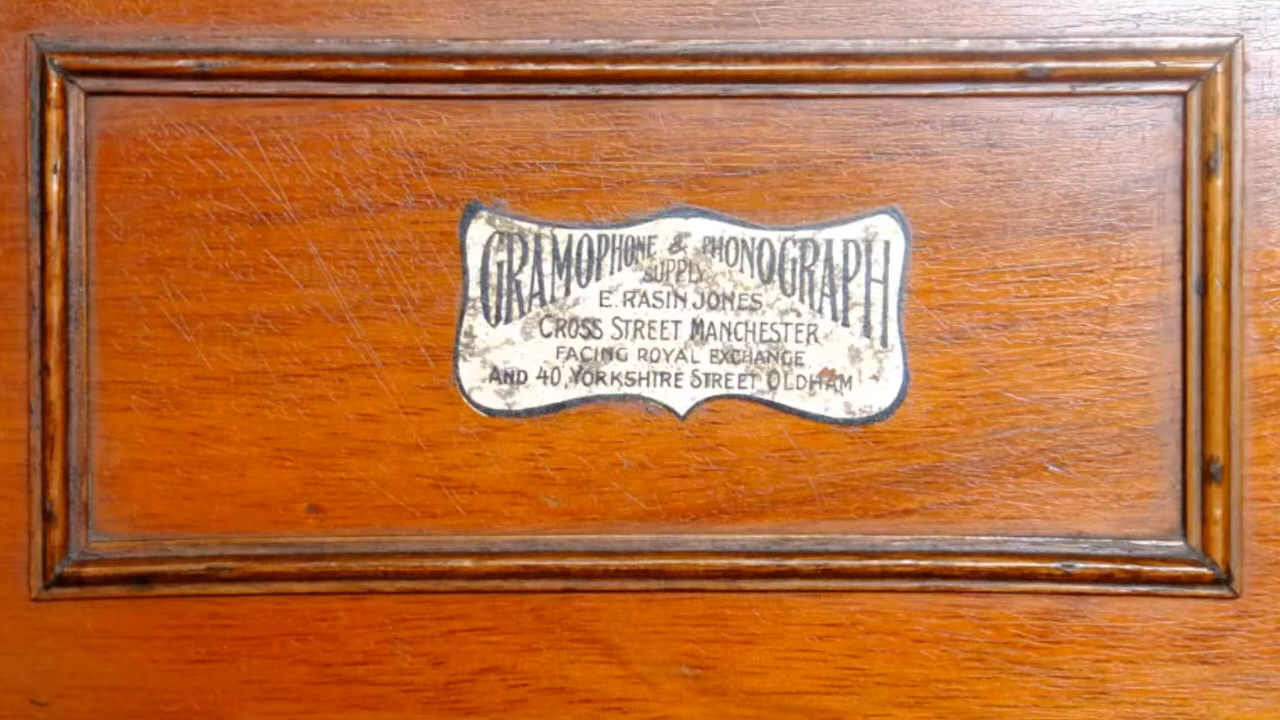 GRAMOPHONE & PHONOGRAPH
SUPPLY
E. RASIN JONES
CROSS STREET MANCHESTER
FACING ROYAL EXCHANGE
AND 40, YORKSHIRE STREET OLDHAM